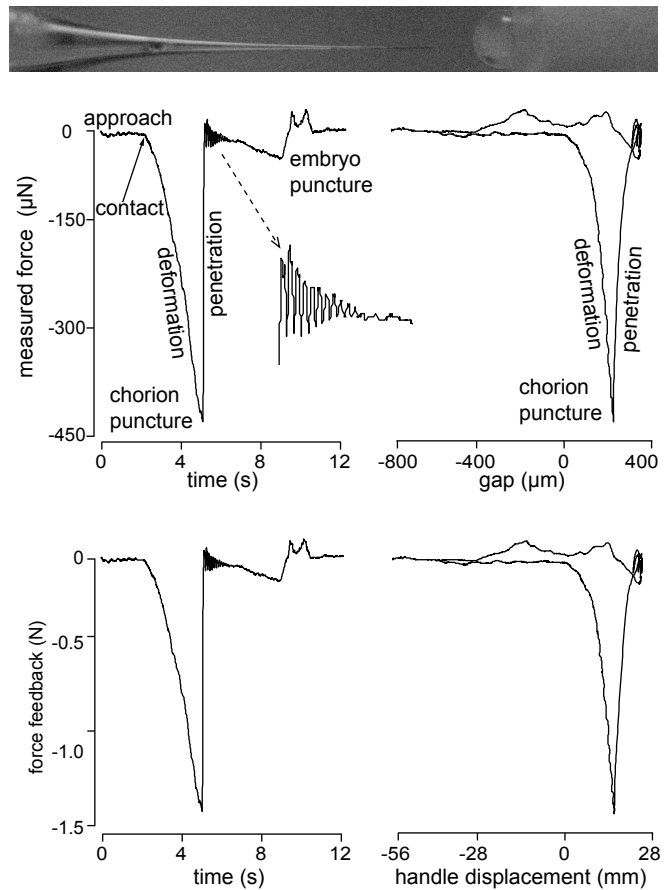 approach
contact
deformation
penetration
chorion
puncture
embryo
puncture
measured force (µN)
0
-150
-300
-450
0
4
8
12
time (s)
deformation
penetration
chorion
puncture
-800
-400
0
400
gap (µm)
force feedback (N)
0
-0.5
-1.0
-1.5
0
4
8
12
time (s)
-56
-28
0
28
handle displacement (mm)